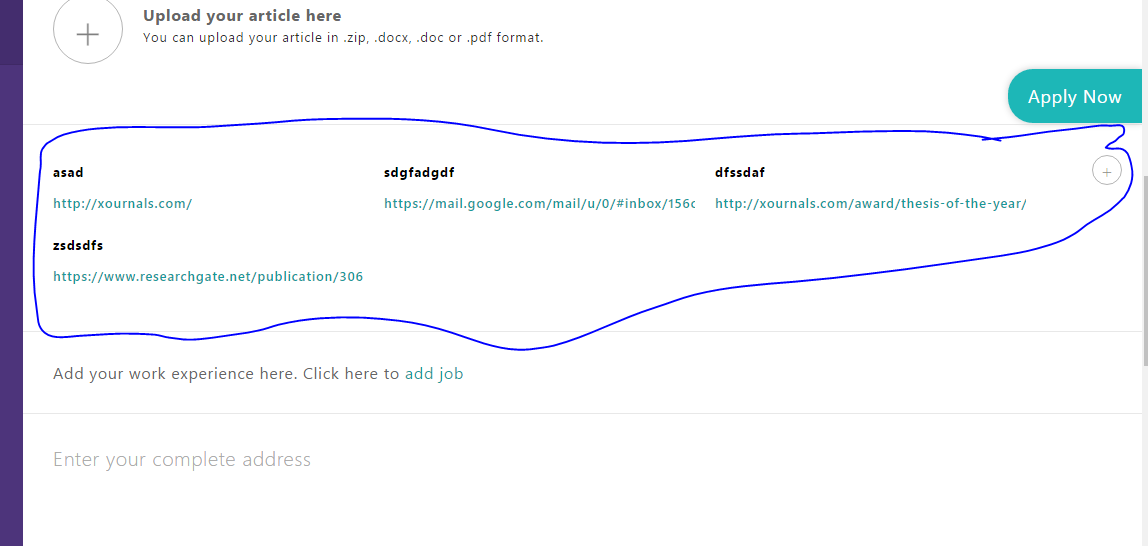 Upload your article here
You can upload your article in .zip, .docx, .doc or .pdf format.
Apply Now
asad
http://xournals.com/
sdgfadgdf
https://mail.google.com/mail/u/0/#inbox/156c
dfssdaf
http://xournals.com/award/thesis-of-the-year/
zsdsdfs
https://www.researchgate.net/publication/306
Add your work experience here. Click here to add job
Enter your complete address